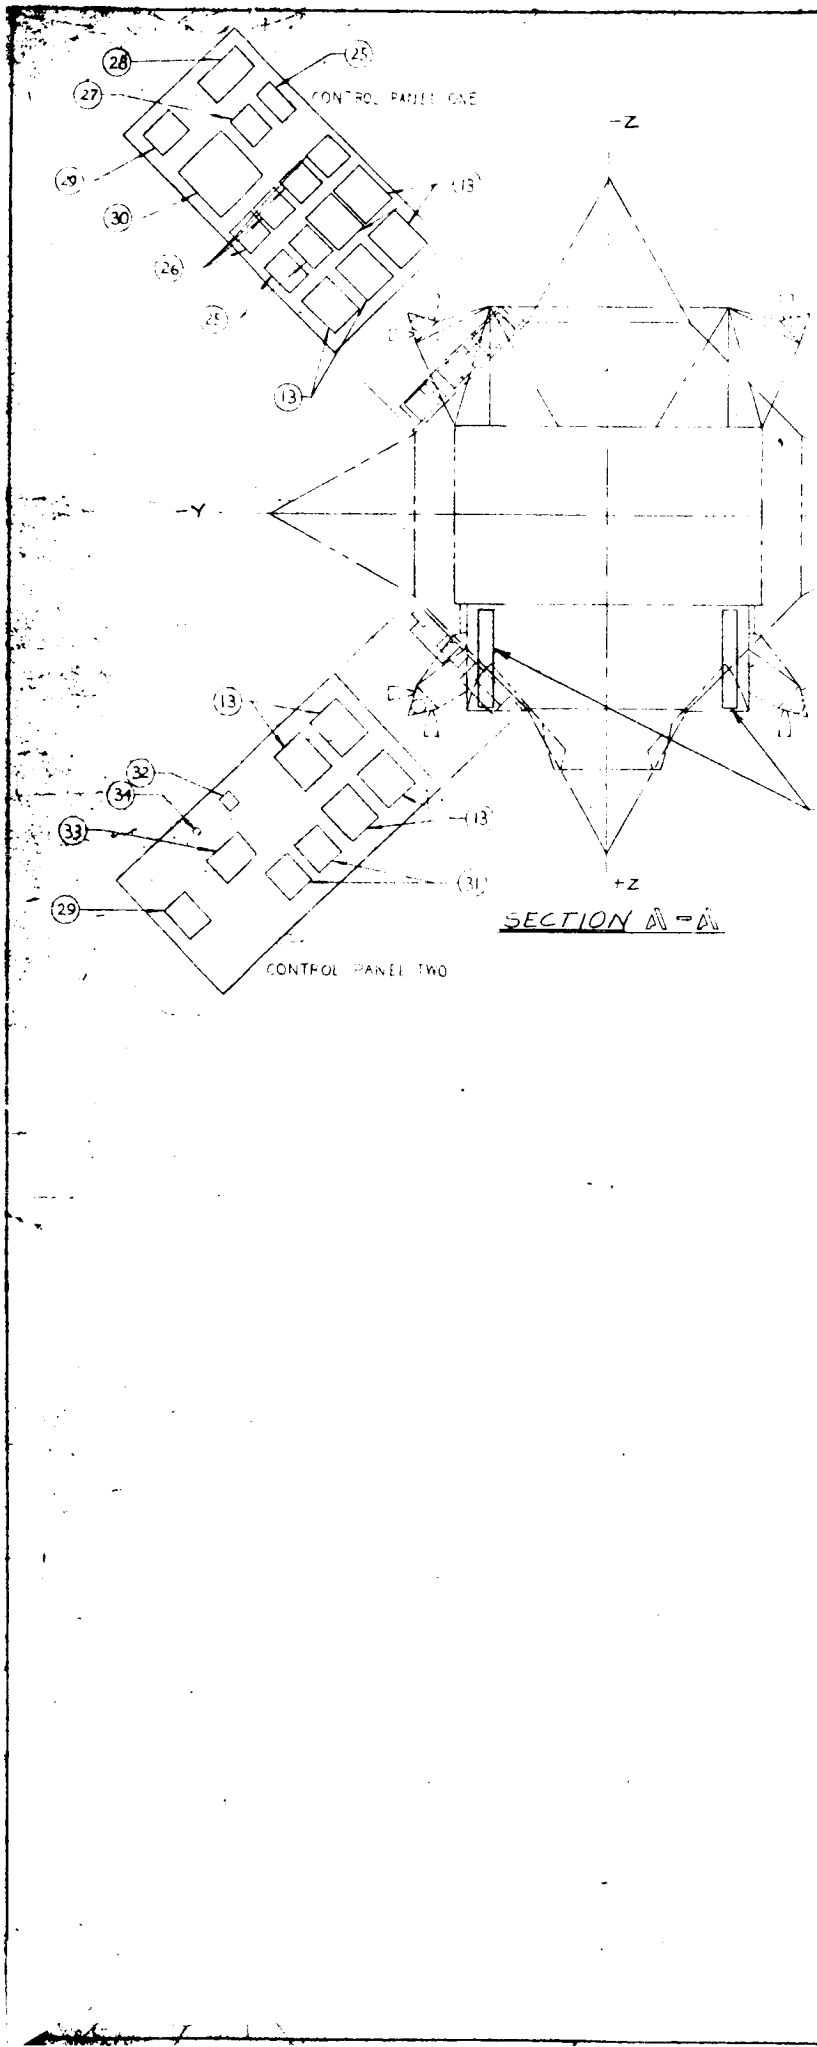 28
25
27
CONTROL PANEL ONE
-Z
29
13
30
26
25
13
-Y
13
32
34
33
13
31
29
+Z
SECTION A-A
CONTROL PANEL TWO